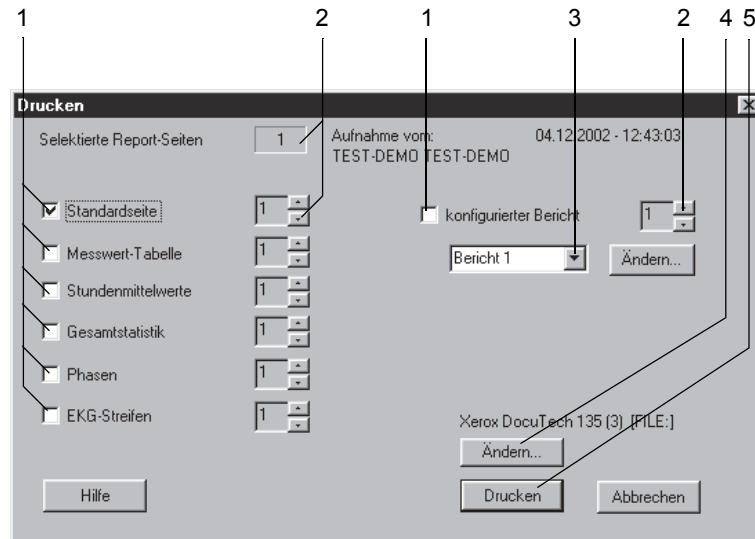 1 2 1 3 2 4 5
Drucken
Selektierte Report-Seiten 1 Aufnahme vom: 04.12.2002 - 12:43:03
TEST-DEMO TEST-DEMO
Standardseite 1 konfigurierter Bericht 1
Messwert-Tabelle 1 Bericht 1 Ändern...
Stundenmittelwerte 1
Gesamtstatistik 1
Phasen 1
EKG-Streifen 1 Xerox DocuTech 135 (3) [FILE:]
Ändern...
Hilfe Drucken Abbrechen